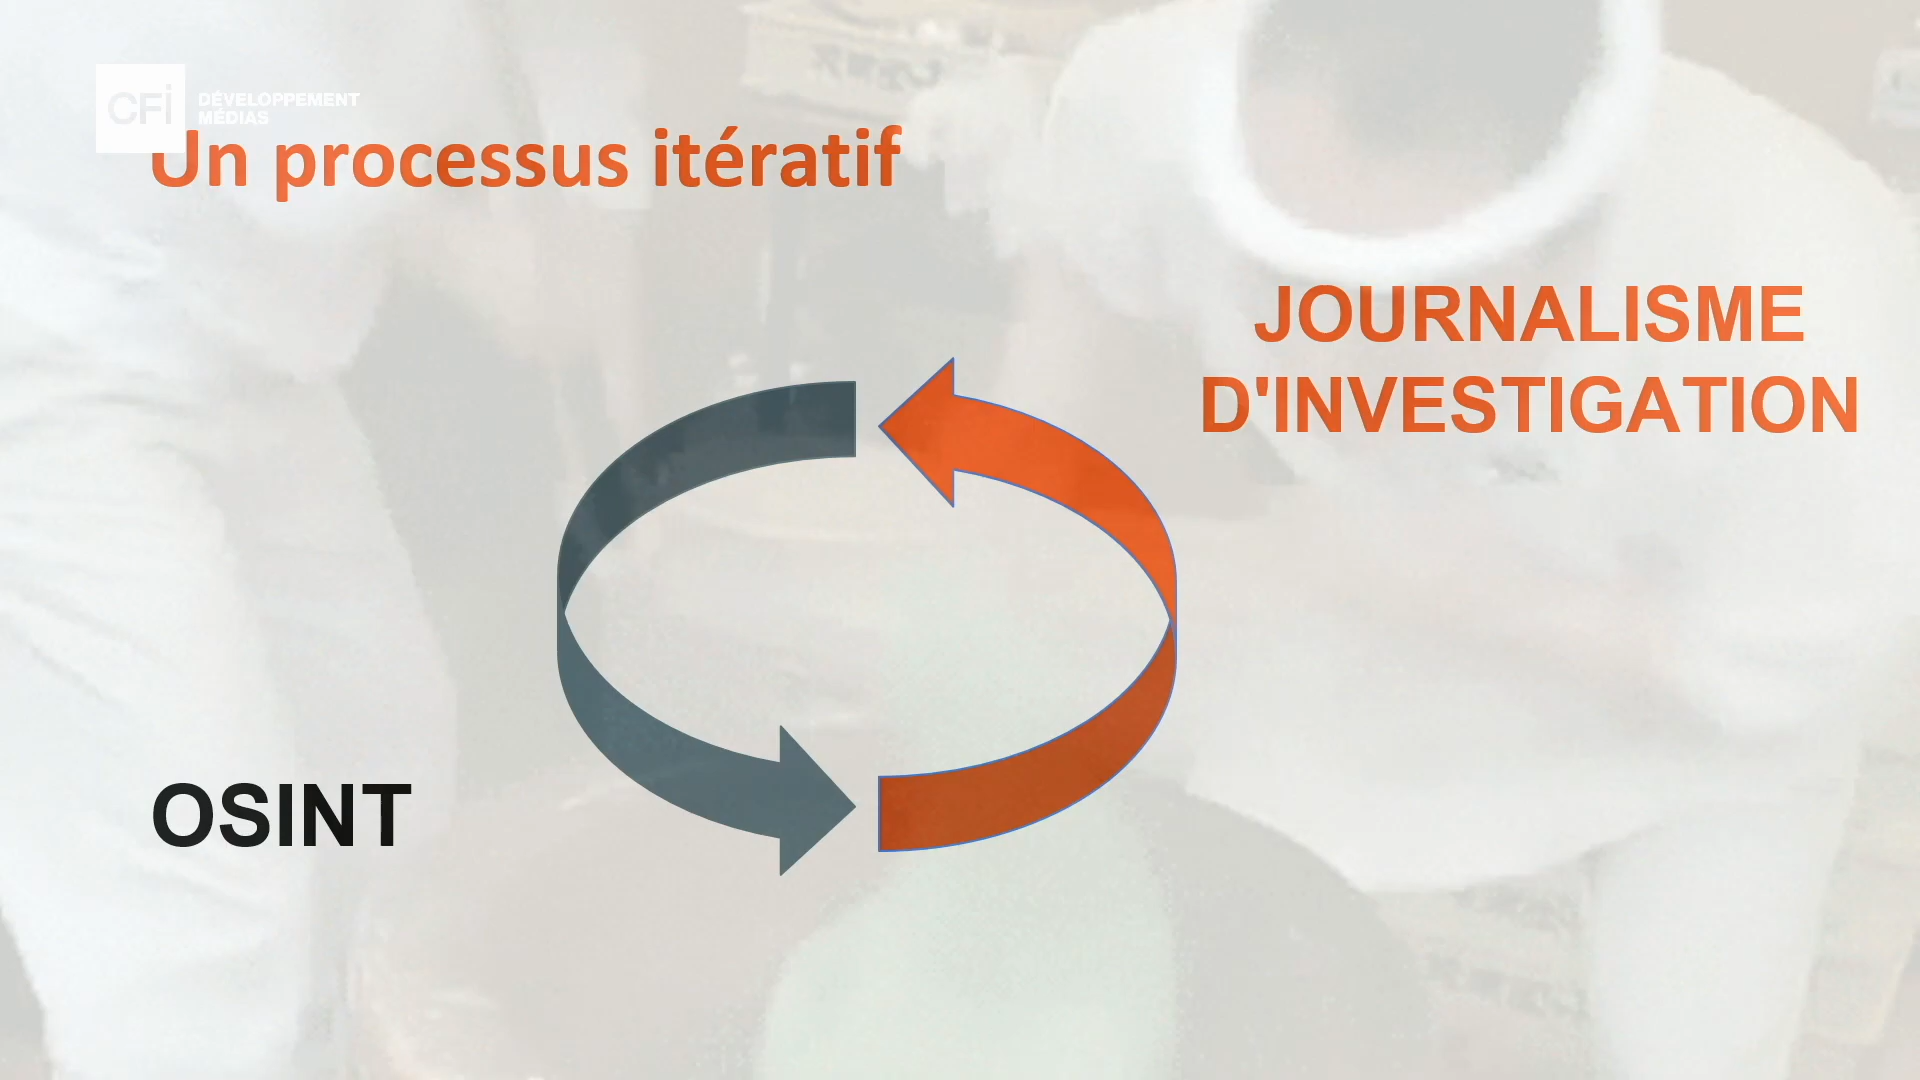 CFi
DÉVELOPPEMENT
MÉDIAS
Un processus itératif
JOURNALISME
D'INVESTIGATION
OSINT